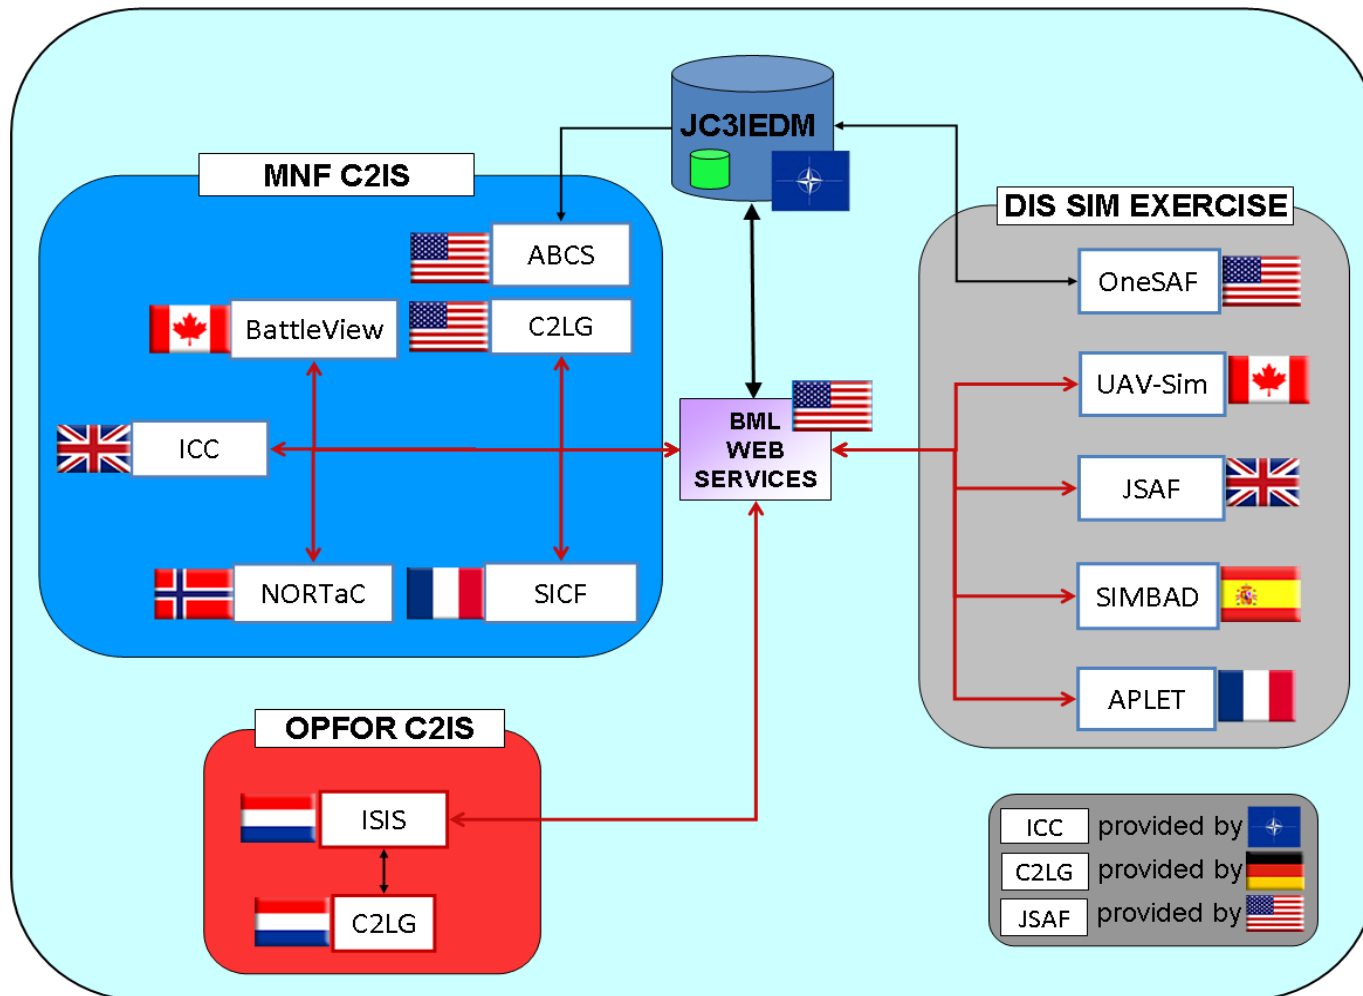 JC3IEDM
MNF C2IS
ABCS
BattleView
C2LG
ICC
NORTaC
SICF
BML
WEB
SERVICES
DIS SIM EXERCISE
OneSAF
UAV-Sim
JSAF
SIMBAD
APLET
OPFOR C2IS
ISIS
C2LG
ICC provided by
C2LG provided by
JSAF provided by